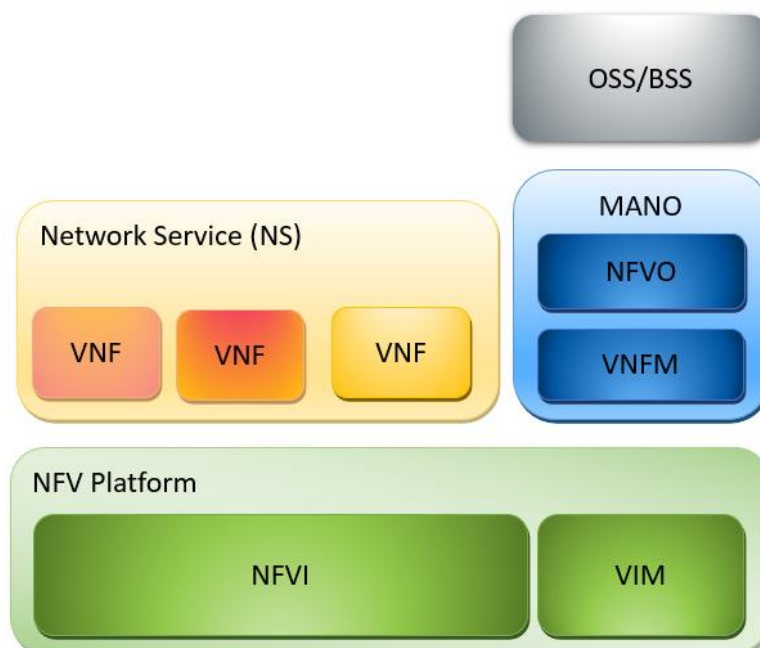 OSS/BSS
MANO
Network Service (NS)
NFVO
VNF
VNF
VNF
VNFM
NFV Platform
NFVI
VIM